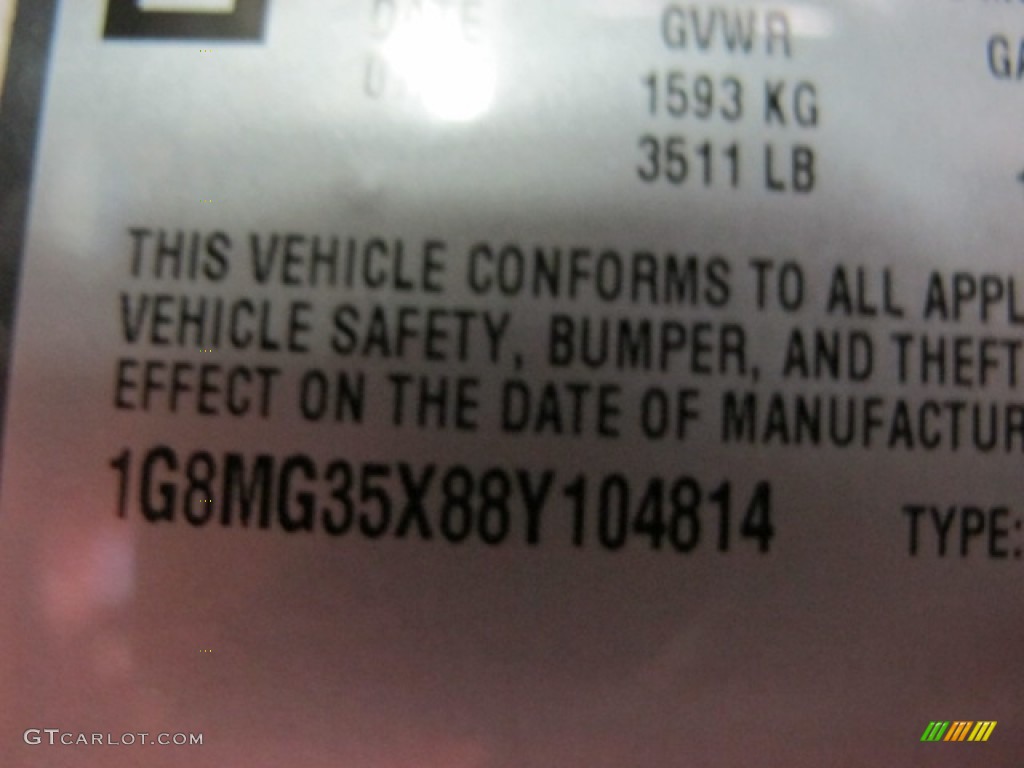 DATE GVWR
1593 KG
3511 LB
THIS VEHICLE CONFORMS TO ALL APPL
VEHICLE SAFETY, BUMPER, AND THEFT
EFFECT ON THE DATE OF MANUFACTUR
1G8MG35X88Y104814 TYPE:
GTCARLOT.COM